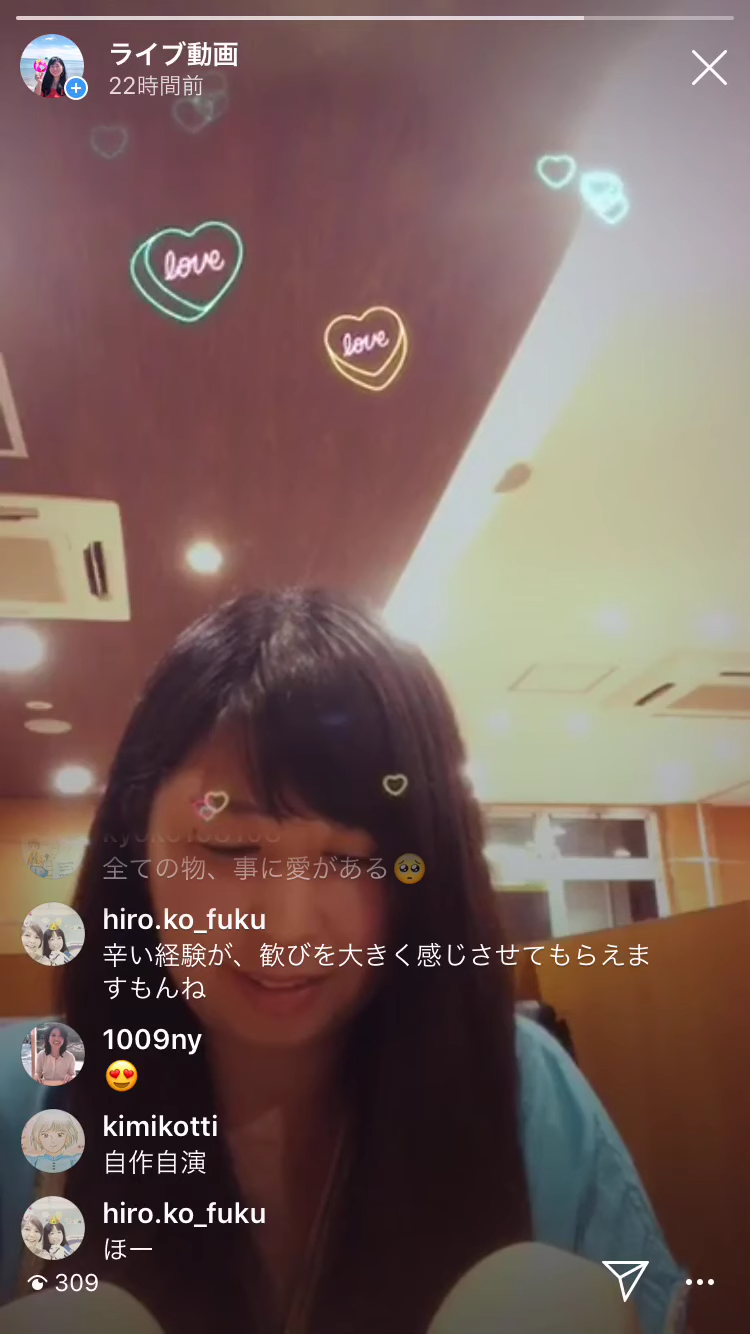 ライブ動画
22時間前
love
love
全ての物、事に愛がある🥺
hiro.ko_fuku
辛い経験が、歓びを大きく感じさせてもらえま
すもんね
1009ny
😍
kimikotti
自作自演
hiro.ko_fuku
ほー
309